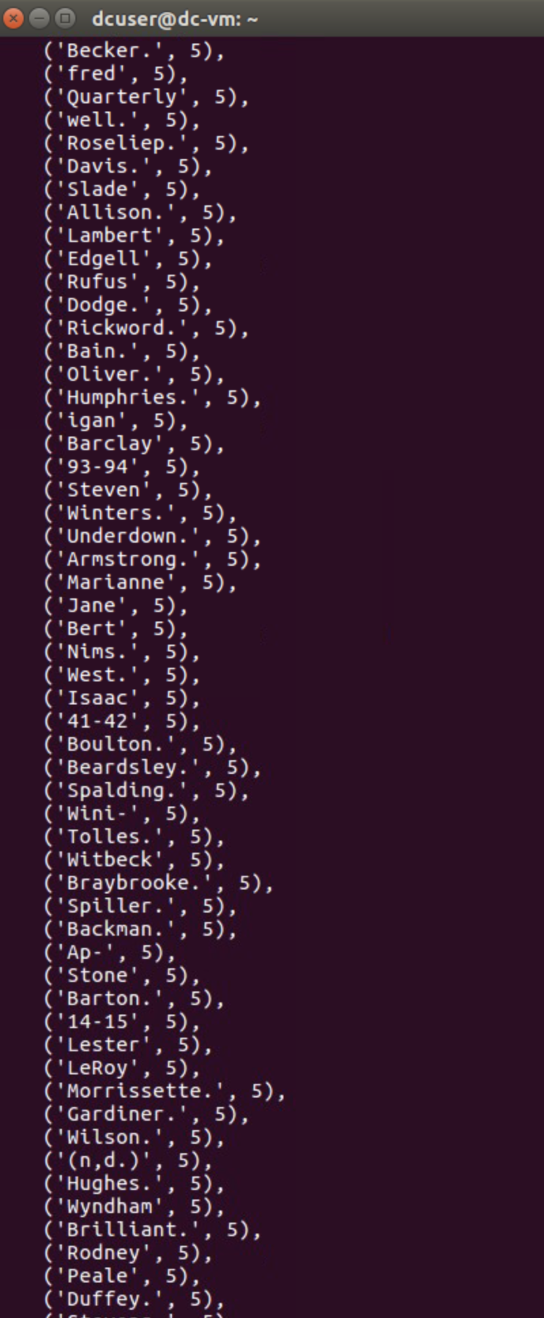 dcuser@dc-vm: ~
('Becker.', 5),
('fred', 5),
('Quarterly', 5),
('well.', 5),
('Roseliep.', 5),
('Davis.', 5),
('Slade', 5),
('Allison.', 5),
('Lambert', 5),
('Edgell', 5),
('Rufus', 5),
('Dodge.', 5),
('Rickword.', 5),
('Bain.', 5),
('Oliver.', 5),
('Humphries.', 5),
('igan', 5),
('Barclay', 5),
('93-94', 5),
('Steven', 5),
('Winters.', 5),
('Underdown.', 5),
('Armstrong.', 5),
('Marianne', 5),
('Jane', 5),
('Bert', 5),
('Nims.', 5),
('West.', 5),
('Isaac', 5),
('41-42', 5),
('Boulton.', 5),
('Beardsley.', 5),
('Spalding.', 5),
('Wini-', 5),
('Tolles.', 5),
('Witbeck', 5),
('Braybrooke.', 5),
('Spiller.', 5),
('Backman.', 5),
('Ap-', 5),
('Stone', 5),
('Barton.', 5),
('14-15', 5),
('Lester', 5),
('LeRoy', 5),
('Morrissette.', 5),
('Gardiner.', 5),
('Wilson.', 5),
('(n,d.)', 5),
('Hughes.', 5),
('Wyndham', 5),
('Brilliant.', 5),
('Rodney', 5),
('Peale', 5),
('Duffey.', 5),